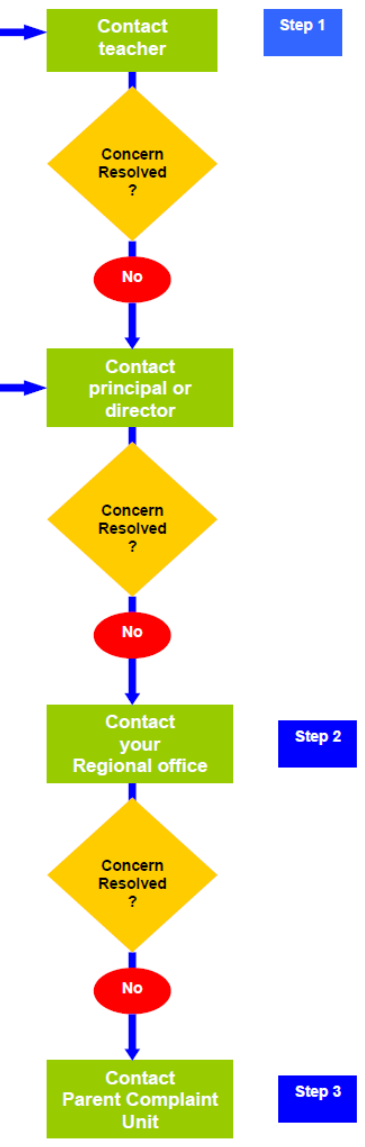 Contact
teacher
Step 1
Concern
Resolved
?
No
Contact
principal or
director
Concern
Resolved
?
No
Contact
your
Regional office
Step 2
Concern
Resolved
?
No
Contact
Parent Complaint
Unit
Step 3